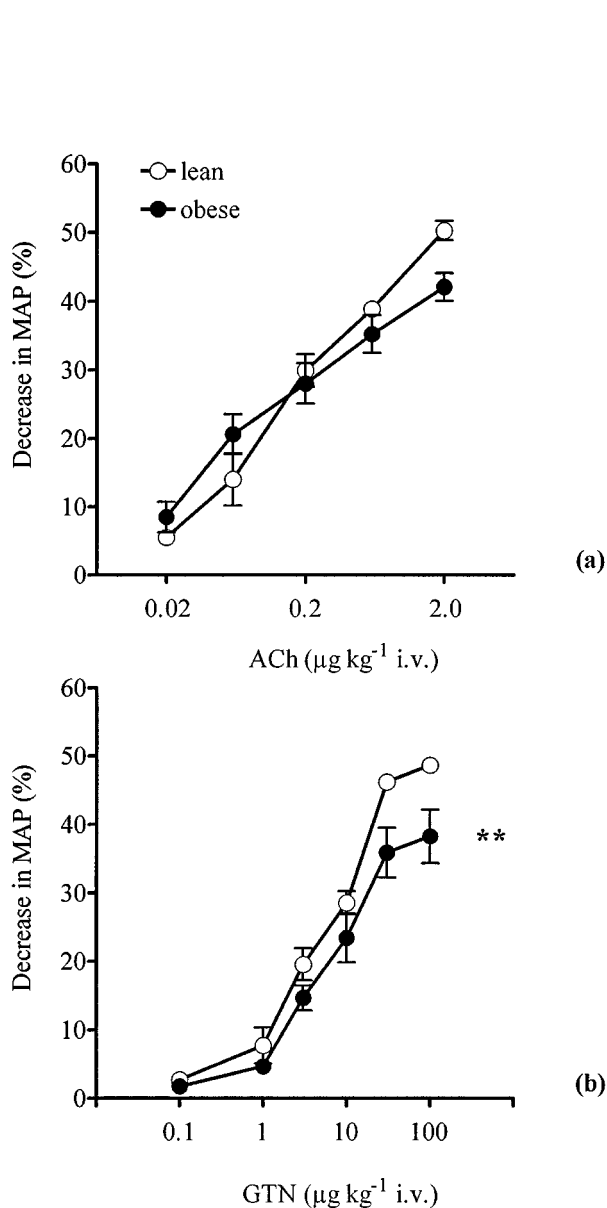 60
50
40
30
20
10
0
Decrease in MAP (%)
lean
obese
0.02 0.2 2.0
ACh (µg kg⁻¹ i.v.)
(a)
60
50
40
30
20
10
0
Decrease in MAP (%)
**
0.1 1 10 100
GTN (µg kg⁻¹ i.v.)
(b)